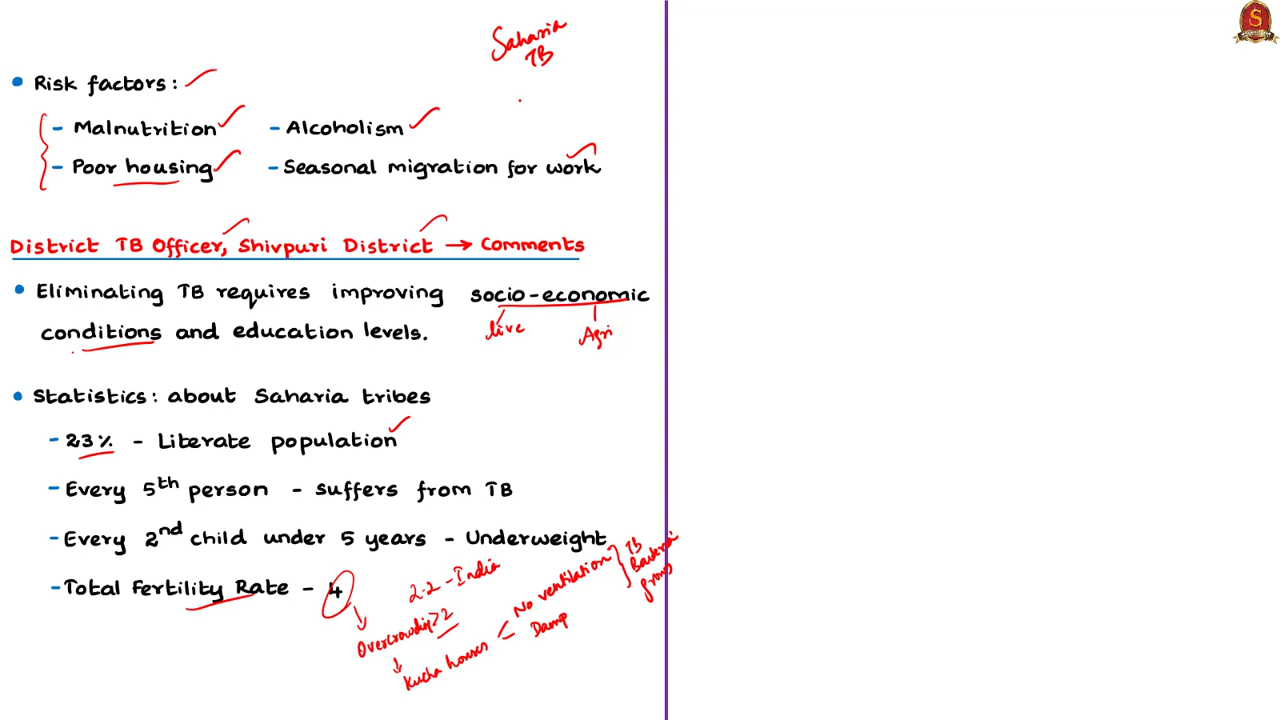 Saharia
TB
• Risk factors:
- Malnutrition - Alcoholism
- Poor housing - Seasonal migration for work
District TB Officer, Shivpuri District → Comments
• Eliminating TB requires improving socio-economic
conditions and education levels.
live Agri
• Statistics: about Saharia tribes
- 23% - Literate population
- Every 5th person - suffers from TB
- Every 2nd child under 5 years - Underweight
- Total fertility Rate - 4
2.2 - India
Overcrowding > 2
Kucha houses
No ventilation
Damp
TB
Bacteria
grows
S